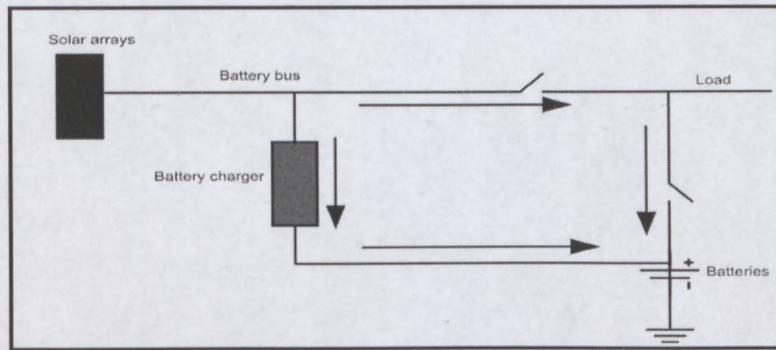 Solar arrays
Battery bus
Load
Battery charger
+
Batteries
-